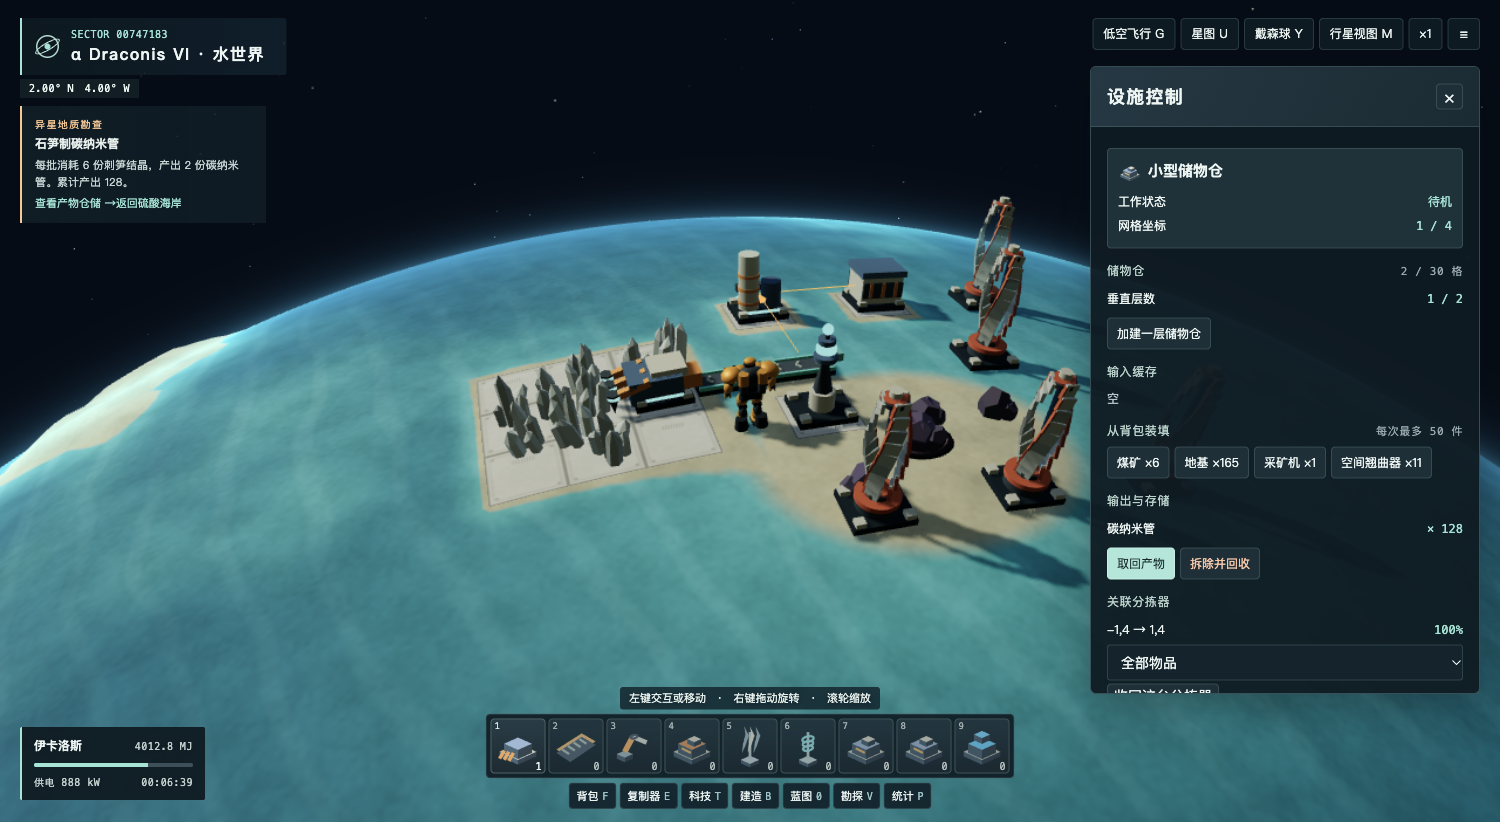 SECTOR 00747183
α Draconis VI · 水世界
2.00° N 4.00° W
异星地质勘查
石笋制碳纳米管
每批消耗 6 份刺笋结晶，产出 2 份碳纳米
管。累计产出 128。
查看产物仓储 →返回硫酸海岸
低空飞行 G
星图 U
戴森球 Y
行星视图 M
×1
≡
设施控制
×
小型储物仓
工作状态 待机
网格坐标 1 / 4
储物仓 2 / 30 格
垂直层数 1 / 2
加建一层储物仓
输入缓存
空
从背包装填 每次最多 50 件
煤矿 ×6 地基 ×165 采矿机 ×1 空间翘曲器 ×11
输出与存储
碳纳米管 × 128
取回产物 拆除并回收
关联分拣器
−1,4 → 1,4 100%
全部物品
收回这台分拣器
左键交互或移动 · 右键拖动旋转 · 滚轮缩放
1 2 3 4 5 6 7 8 9
1 0 0 0 0 0 0 0 0
背包 F 复制器 E 科技 T 建造 B 蓝图 0 勘探 V 统计 P
伊卡洛斯 4012.8 MJ
供电 888 kW 00:06:39